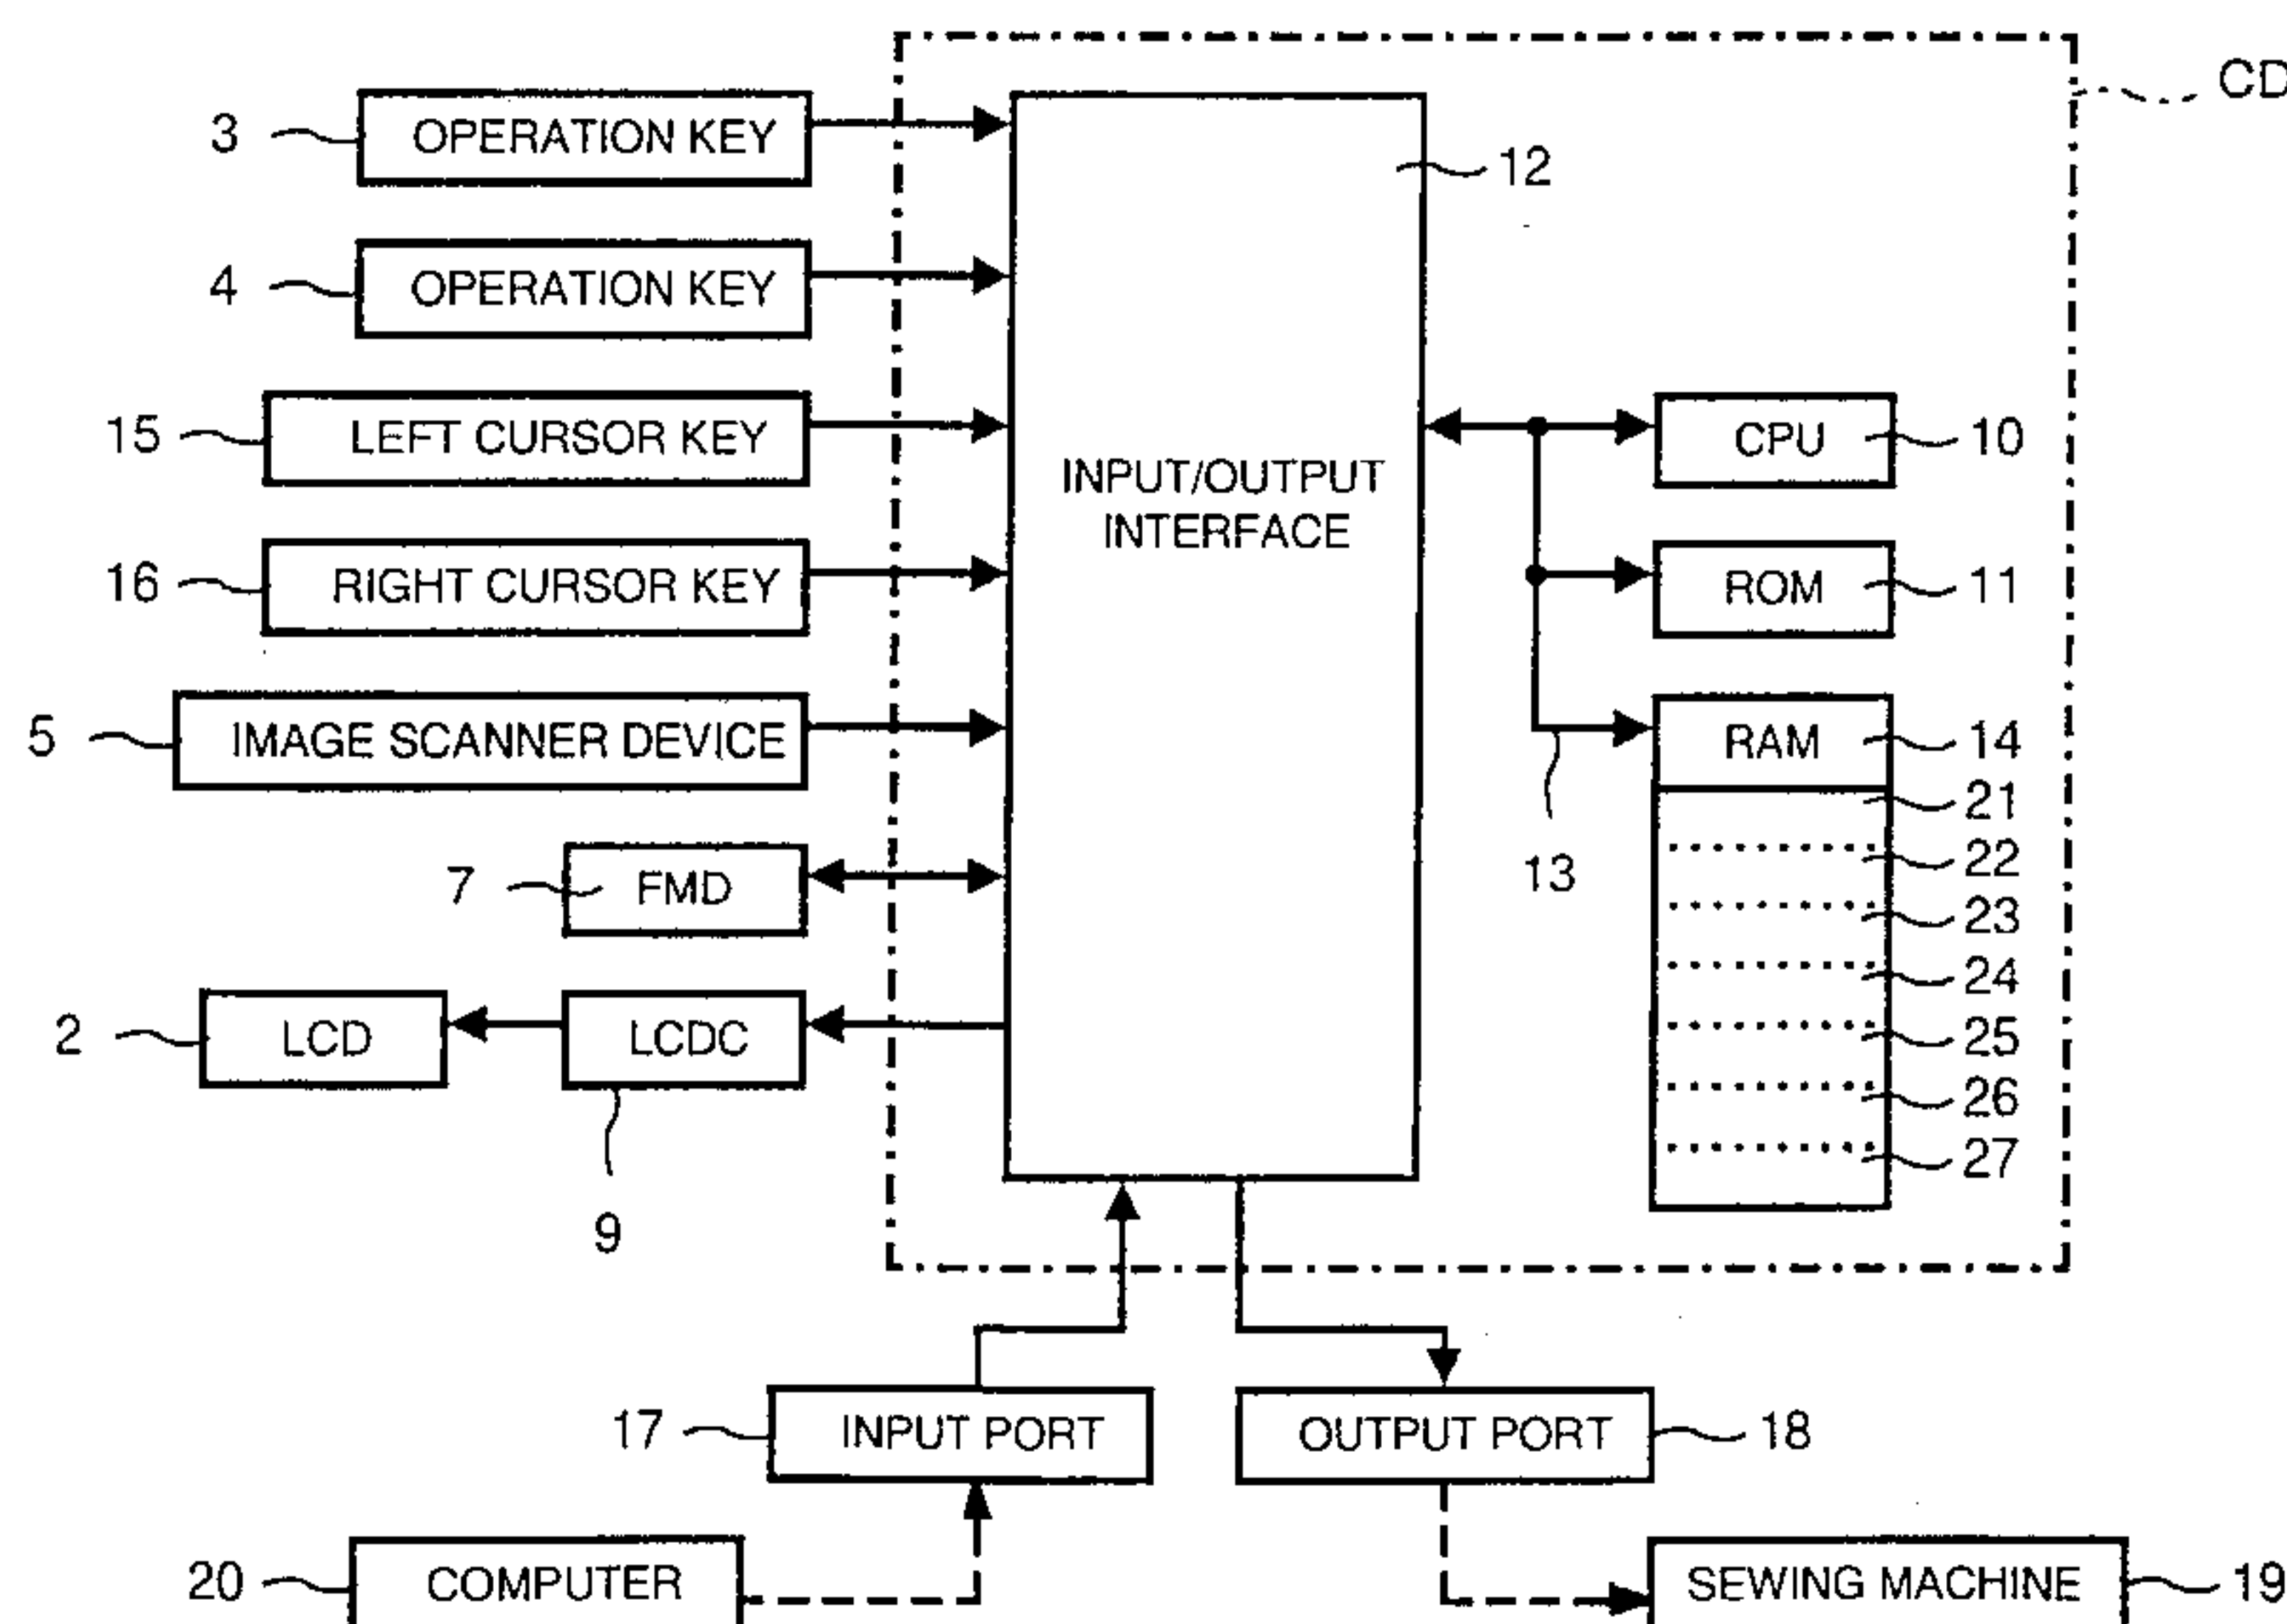 CD
3 OPERATION KEY
12
4 OPERATION KEY
15 LEFT CURSOR KEY
CPU 10
INPUT/OUTPUT
INTERFACE
16 RIGHT CURSOR KEY
ROM 11
5 IMAGE SCANNER DEVICE
RAM 14
21
13
22
7 FMD
23
24
2 LCD
LCDC
25
26
27
9
17 INPUT PORT
OUTPUT PORT 18
20 COMPUTER
SEWING MACHINE 19